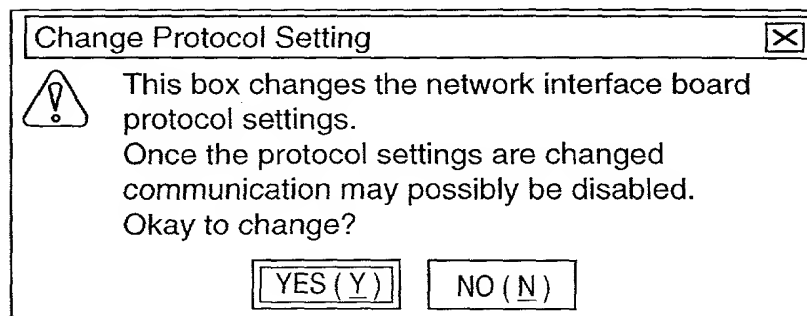 Change Protocol Setting
This box changes the network interface board
protocol settings.
Once the protocol settings are changed
communication may possibly be disabled.
Okay to change?
YES ( Y )
NO ( N )